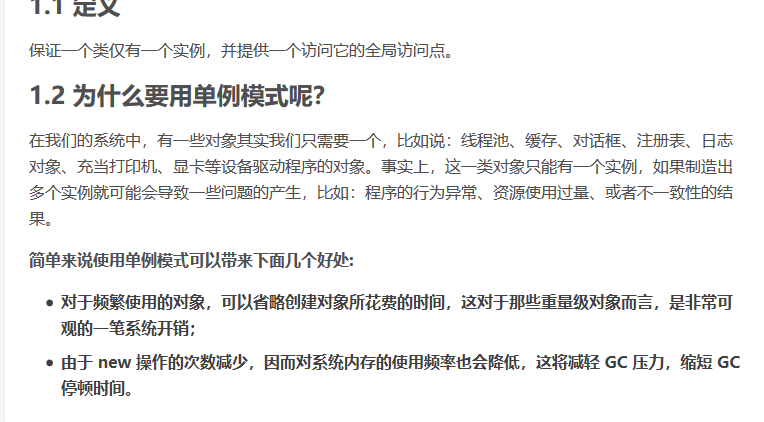 1.1 定义
保证一个类仅有一个实例，并提供一个访问它的全局访问点。
1.2 为什么要用单例模式呢？
在我们的系统中，有一些对象其实我们只需要一个，比如说：线程池、缓存、对话框、注册表、日志
对象、充当打印机、显卡等设备驱动程序的对象。事实上，这一类对象只能有一个实例，如果制造出
多个实例就可能会导致一些问题的产生，比如：程序的行为异常、资源使用过量、或者不一致性的结
果。
简单来说使用单例模式可以带来下面几个好处:
• 对于频繁使用的对象，可以省略创建对象所花费的时间，这对于那些重量级对象而言，是非常可
观的一笔系统开销；
• 由于 new 操作的次数减少，因而对系统内存的使用频率也会降低，这将减轻 GC 压力，缩短 GC
停顿时间。